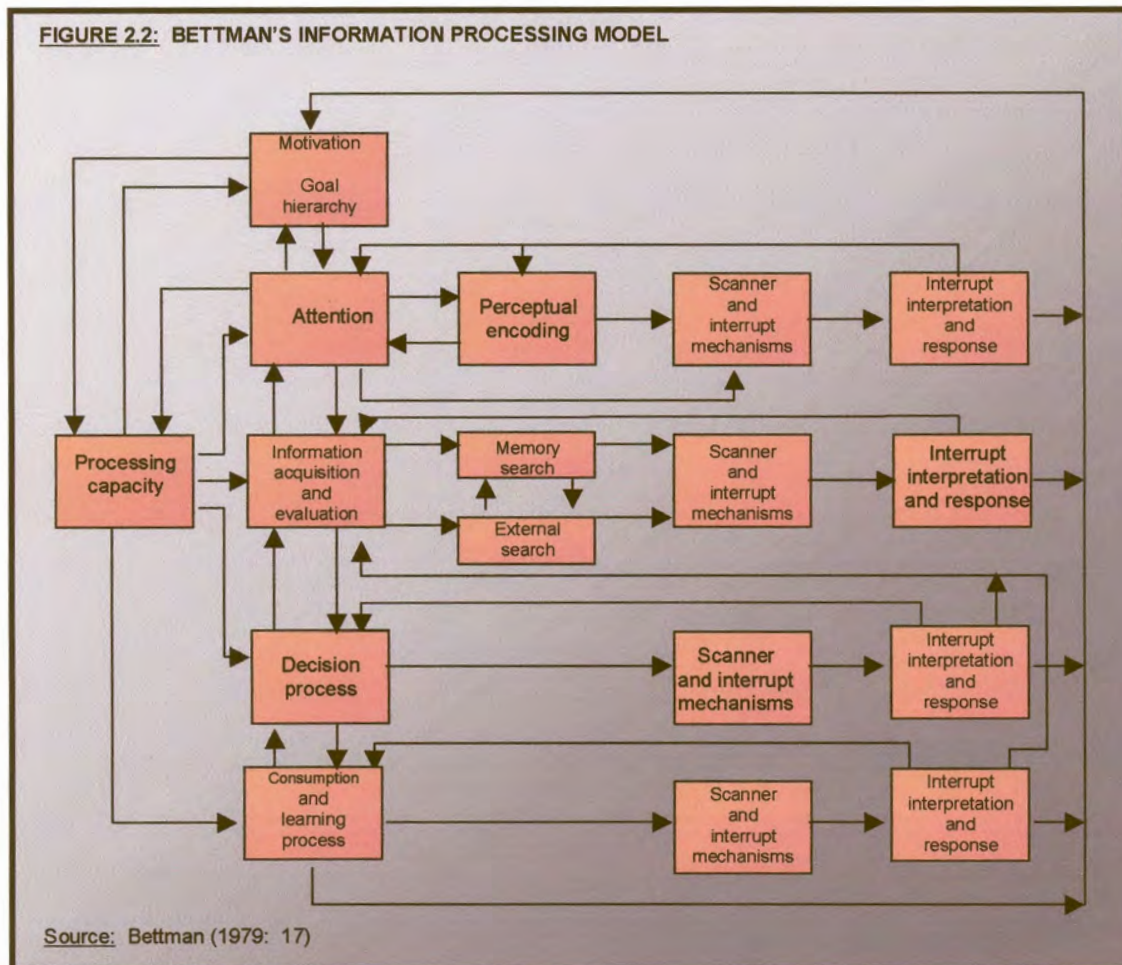 FIGURE 2.2: BETTMAN'S INFORMATION PROCESSING MODEL
Motivation
Goal
hierarchy
Attention
Perceptual
encoding
Scanner
and
interrupt
mechanisms
Interrupt
interpretation
and
response
Processing
capacity
Information
acquisition
and
evaluation
Memory
search
External
search
Scanner
and
interrupt
mechanisms
Interrupt
interpretation
and response
Decision
process
Scanner
and interrupt
mechanisms
Interrupt
interpretation
and
response
Consumption
and
learning
process
Scanner
and
interrupt
mechanisms
Interrupt
interpretation
and
response
Source: Bettman (1979: 17)